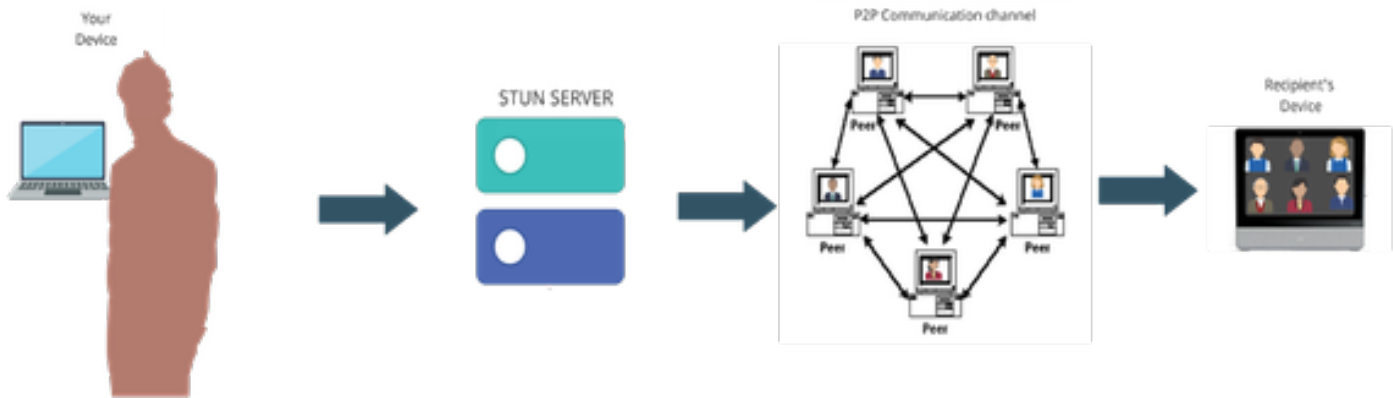 Your
Device
STUN SERVER
P2P Communication channel
Peer
Peer
Peer
Peer
Peer
Recipient's
Device